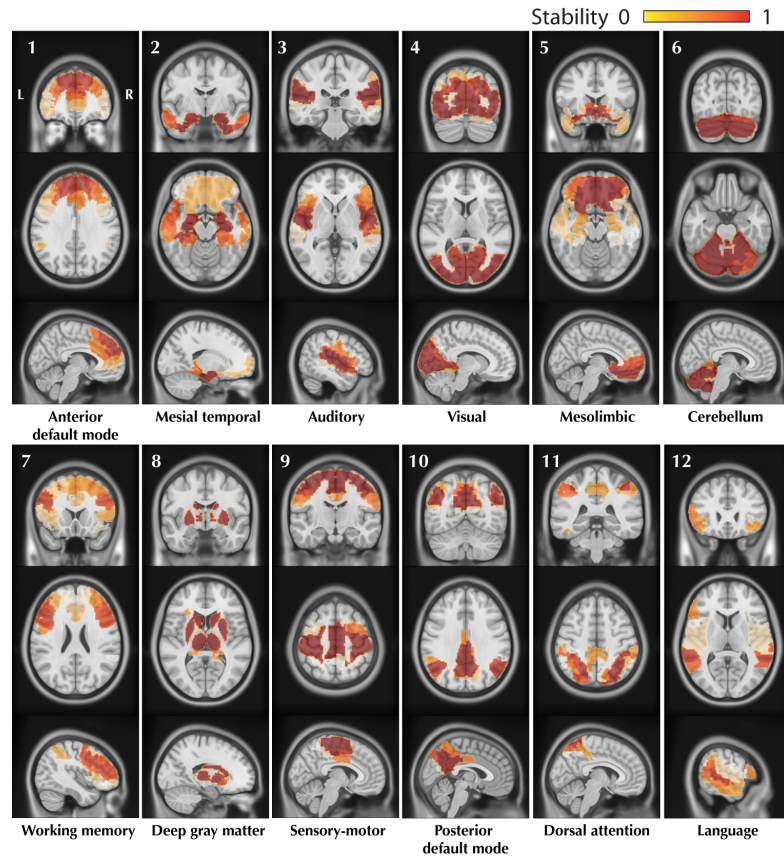 Stability 0 1
1 2 3 4 5 6
L R
Anterior
default mode
Mesial temporal
Auditory
Visual
Mesolimbic
Cerebellum
7 8 9 10 11 12
Working memory
Deep gray matter
Sensory-motor
Posterior
default mode
Dorsal attention
Language